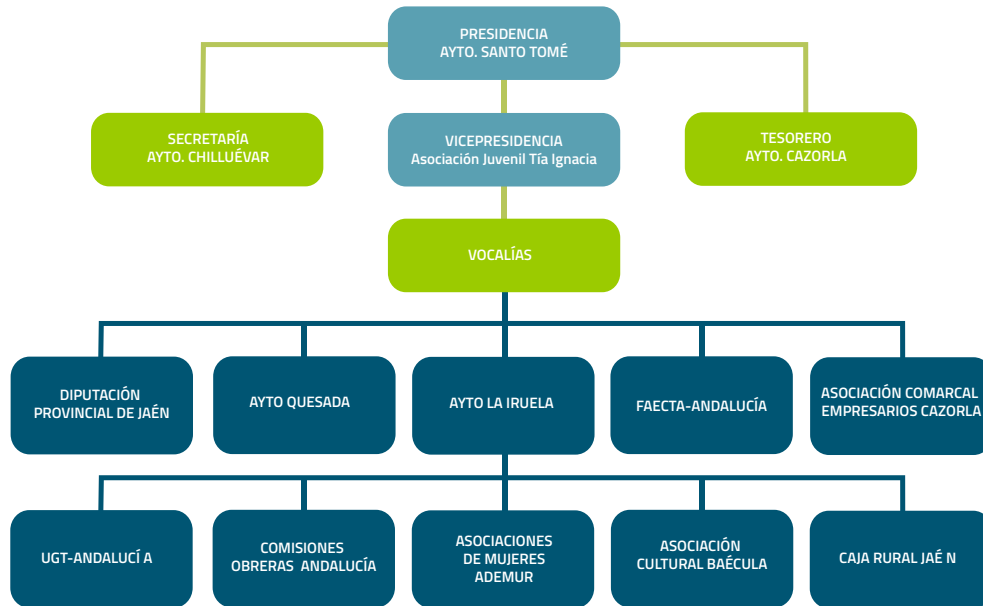 PRESIDENCIA
AYTO. SANTO TOMÉ
SECRETARÍA
AYTO. CHILLUÉVAR
VICEPRESIDENCIA
Asociación Juvenil Tía Ignacia
TESORERO
AYTO. CAZORLA
VOCALÍAS
DIPUTACIÓN
PROVINCIAL DE JAÉN
AYTO QUESADA
AYTO LA IRUELA
FAECTA-ANDALUCÍA
ASOCIACIÓN COMARCAL
EMPRESARIOS CAZORLA
UGT-ANDALUCÍ A
COMISIONES
OBRERAS ANDALUCÍA
ASOCIACIONES
DE MUJERES
ADEMUR
ASOCIACIÓN
CULTURAL BAÉCULA
CAJA RURAL JAÉ N